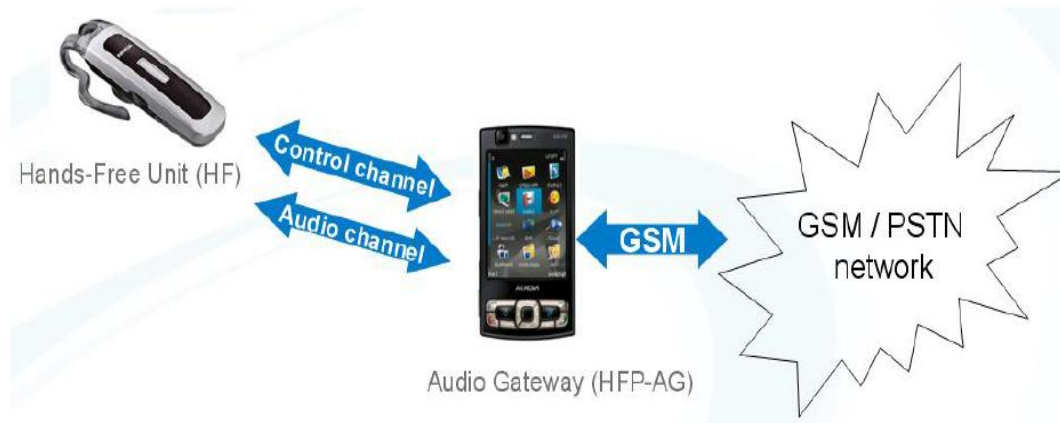 Control channel
Hands-Free Unit (HF)
Audio channel
GSM
GSM / PSTN
network
Audio Gateway (HFP-AG)